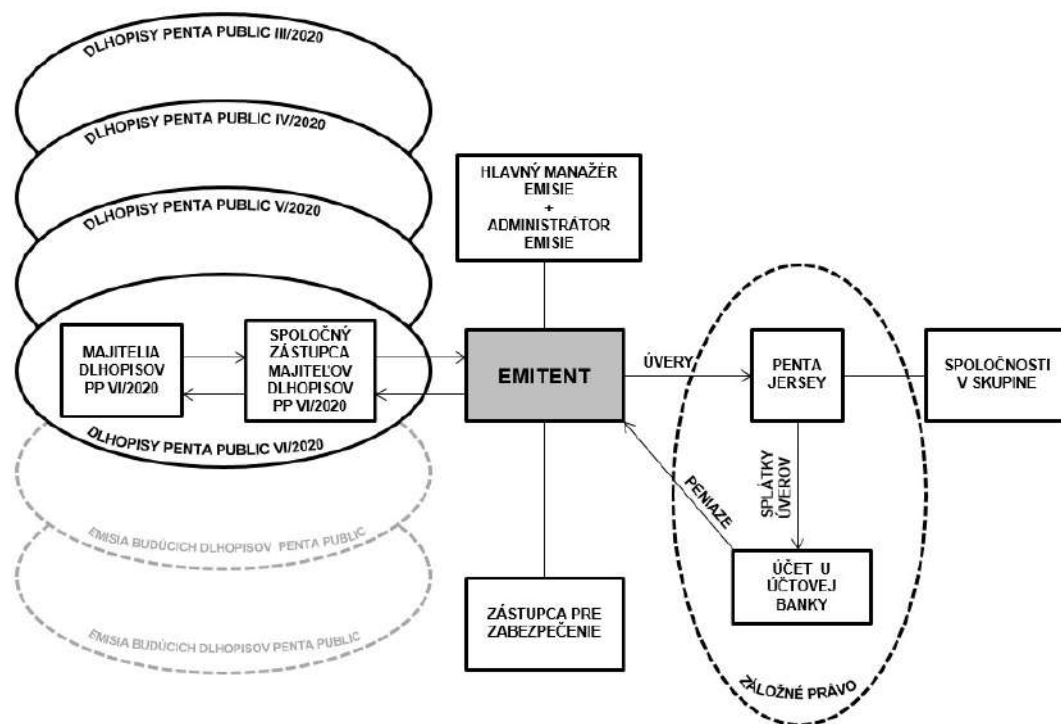 DLHOPISY PENTA PUBLIC III/2020
DLHOPISY PENTA PUBLIC IV/2020
DLHOPISY PENTA PUBLIC V/2020
MAJITELIA
DLHOPISOV
PP VI/2020
SPOLOČNÝ
ZÁSTUPCA
MAJITEĽOV
DLHOPISOV
PP VI/2020
DLHOPISY PENTA PUBLIC VI/2020
EMISIA BUDÚCICH DLHOPISOV PENTA PUBLIC
EMISIA BUDÚCICH DLHOPISOV PENTA PUBLIC
HLAVNÝ MANAŽÉR
EMISIE
+
ADMINISTRÁTOR
EMISIE
EMITENT
ZÁSTUPCA PRE
ZABEZPEČENIE
ÚVERY
PENIAZE
PENTA
JERSEY
SPLÁTKY
ÚVEROV
ÚČET U
ÚČTOVEJ
BANKY
ZÁLOŽNÉ PRÁVO
SPOLOČNOSTI
V SKUPINE